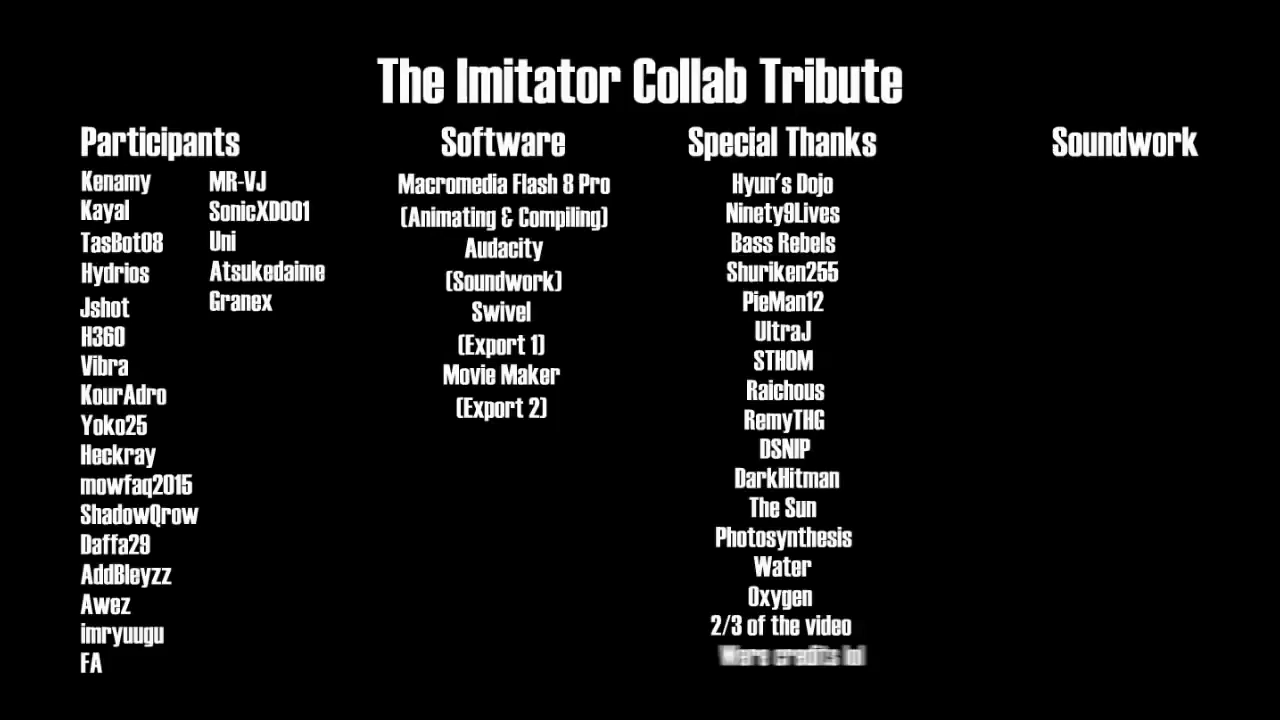 The Imitator Collab Tribute
Participants
Kenamy
Kayal
TasBot08
Hydrios
Jshot
H360
Vibra
KourAdro
Yoko25
Heckray
mowfaq2015
ShadowQrow
Daffa29
AddBleyzz
Awez
imryuugu
FA
MR-VJ
SonicXD001
Uni
Atsukedaime
Granex
Software
Macromedia Flash 8 Pro
(Animating & Compiling)
Audacity
(Soundwork)
Swivel
(Export 1)
Movie Maker
(Export 2)
Special Thanks
Hyun's Dojo
Ninety9Lives
Bass Rebels
Shuriken255
PieMan12
UltraJ
STHOM
Raichous
RemyTHG
DSNIP
DarkHitman
The Sun
Photosynthesis
Water
Oxygen
2/3 of the video
credits lol
Soundwork